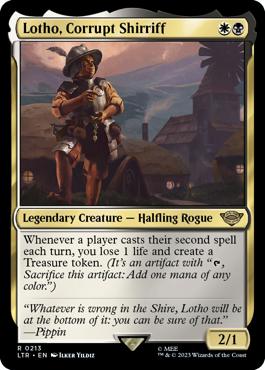 Lotho, Corrupt Shirriff
Legendary Creature — Halfling Rogue
Whenever a player casts their second spell
each turn, you lose 1 life and create a
Treasure token. (It's an artifact with “, 
Sacrifice this artifact: Add one mana of any
color.”)
“Whatever is wrong in the Shire, Lotho will be
at the bottom of it: you can be sure of that.”
—Pippin
2/1
R 0213
LTR • EN ILKER YILDIZ
© MEE
™ & © 2023 Wizards of the Coast